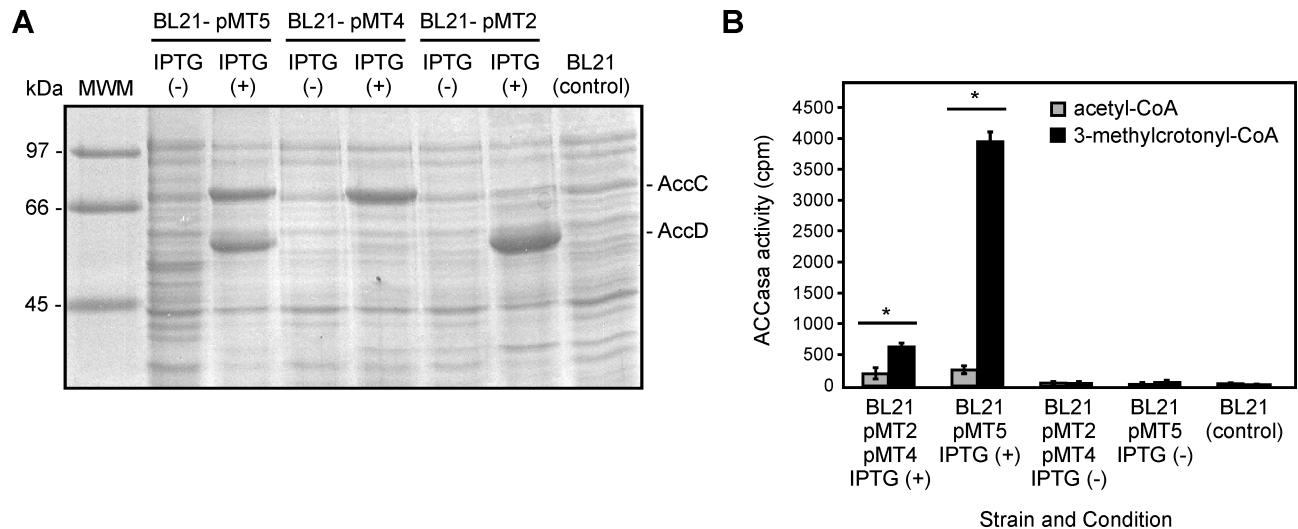 A
BL21- pMT5 BL21- pMT4 BL21- pMT2
IPTG IPTG IPTG IPTG IPTG IPTG BL21
kDa MWM (-) (+) (-) (+) (-) (+) (control)
97 -
- AccC
66 -
- AccD
45 -
B
* *
acetyl-CoA
3-methylcrotonyl-CoA
ACCasa activity (cpm)
4500
4000
3500
3000
2500
2000
1500
1000
500
0
BL21 BL21 BL21 BL21 BL21
pMT2 pMT5 pMT2 pMT5 (control)
pMT4 IPTG (+) pMT4 IPTG (-)
IPTG (+) IPTG (-)
Strain and Condition